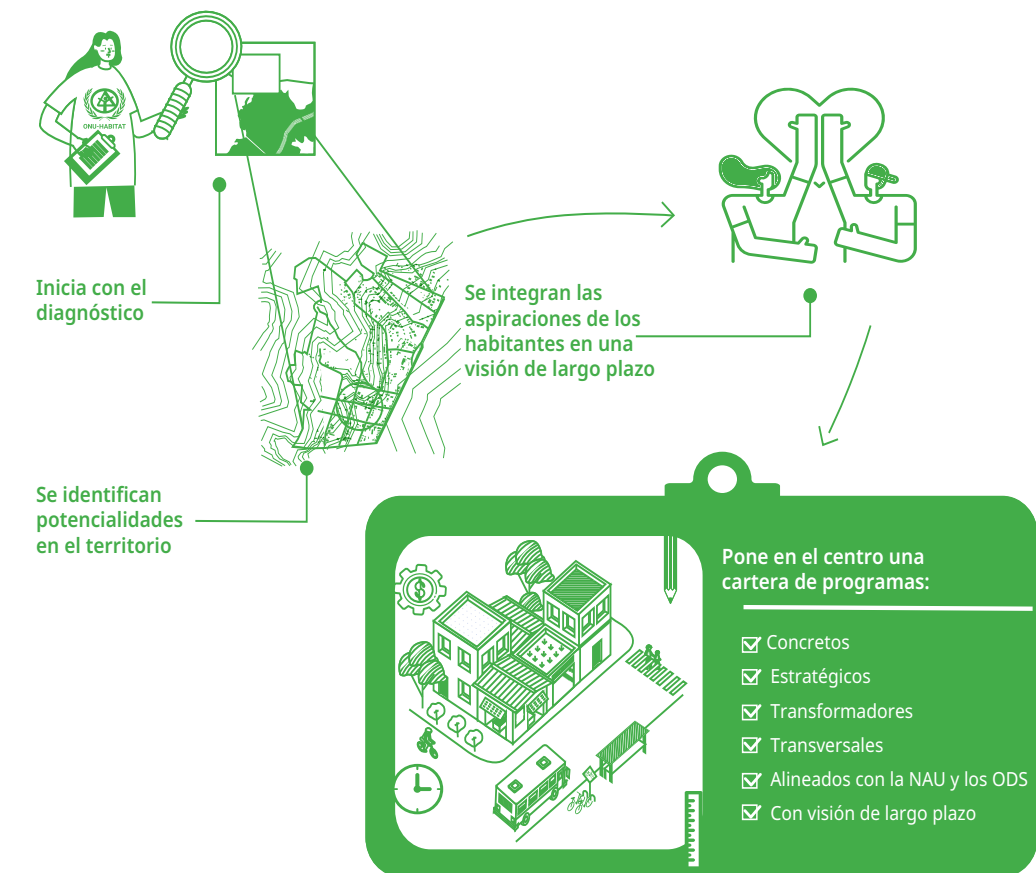 ONU-HABITAT
Inicia con el
diagnóstico
Se integran las
aspiraciones de los
habitantes en una
visión de largo plazo
Se identifican
potencialidades
en el territorio
$
Pone en el centro una
cartera de programas:
Concretos
Estratégicos
Transformadores
Transversales
Alineados con la NAU y los ODS
Con visión de largo plazo